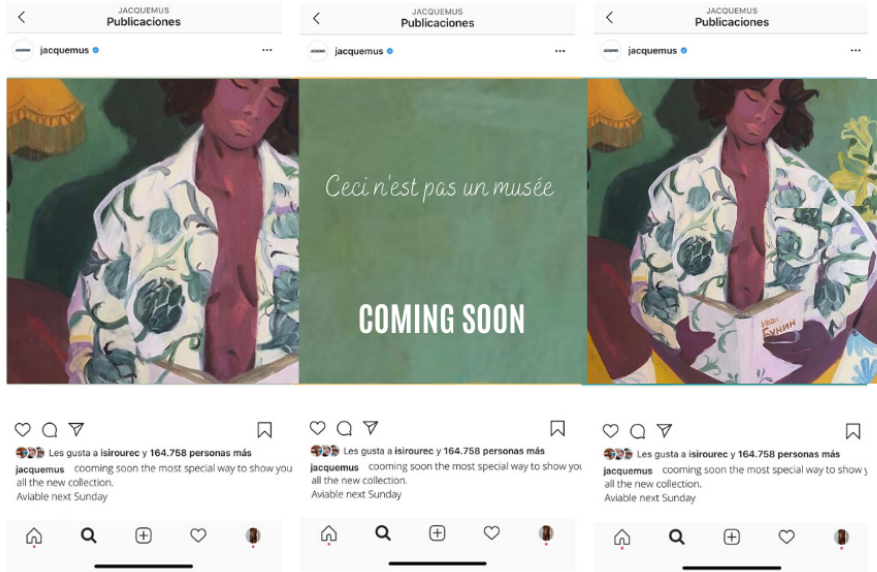 JACQUEMUS
Publicaciones
jacquemus
Les gusta a isirourec y 164.758 personas más
jacquemus cooming soon the most special way to show you
all the new collection.
Aviable next Sunday
JACQUEMUS
Publicaciones
jacquemus
Ceci n'est pas un musée
COMING SOON
Les gusta a isirourec y 164.758 personas más
jacquemus cooming soon the most special way to show you
all the new collection.
Aviable next Sunday
JACQUEMUS
Publicaciones
jacquemus
Иван
Бунин
Les gusta a isirourec y 164.758 personas más
jacquemus cooming soon the most special way to show y
all the new collection.
Aviable next Sunday